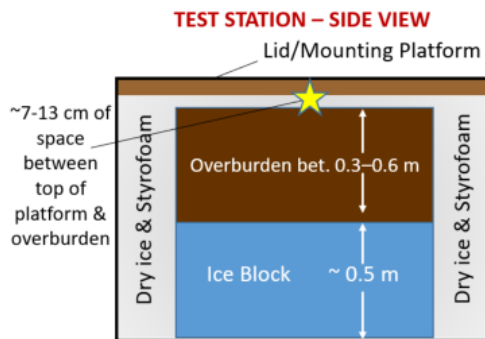 TEST STATION – SIDE VIEW
Lid/Mounting Platform
~7-13 cm of
space
between
top of
platform &
overburden
Dry ice & Styrofoam
Overburden bet. 0.3–0.6 m
Ice Block ~ 0.5 m
Dry ice & Styrofoam